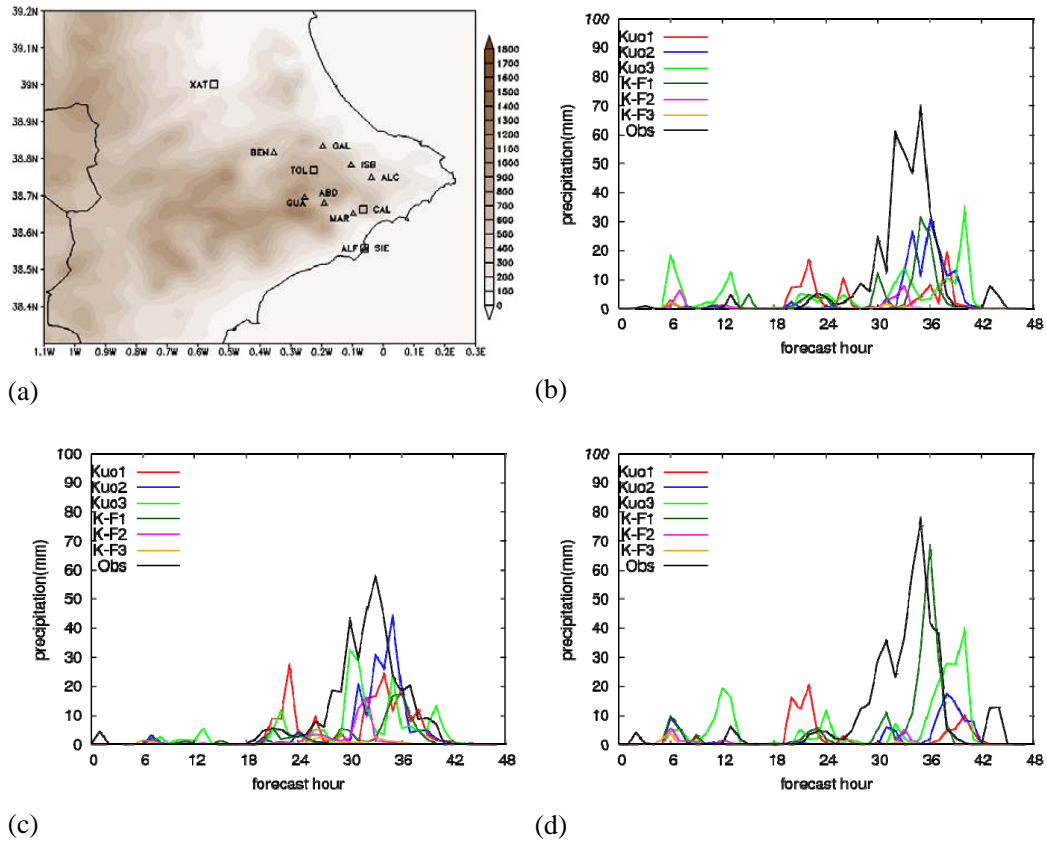 39.2N
39.1N
39N
38.9N
38.8N
38.7N
38.6N
38.5N
38.4N
1.1W 1W 0.9W 0.8W 0.7W 0.6W 0.5W 0.4W 0.3W 0.2W 0.1W 0 0.1E 0.2E 0.3E
XAT
BEN
GAL
TOL
ISB
ALC
ABD
GUA
MAR
CAL
ALF
SIE
1800
1700
1600
1500
1400
1300
1200
1100
1000
900
800
700
600
500
400
300
200
100
0
(a)
100
90
80
70
60
50
40
30
20
10
0
precipitation(mm)
Kuo1
Kuo2
Kuo3
K-F1
K-F2
K-F3
Obs
0 6 12 18 24 30 36 42 48
forecast hour
(b)
100
90
80
70
60
50
40
30
20
10
0
precipitation(mm)
Kuo1
Kuo2
Kuo3
K-F1
K-F2
K-F3
Obs
0 6 12 18 24 30 36 42 48
forecast hour
(c)
100
90
80
70
60
50
40
30
20
10
0
precipitation(mm)
Kuo1
Kuo2
Kuo3
K-F1
K-F2
K-F3
Obs
0 6 12 18 24 30 36 42 48
forecast hour
(d)